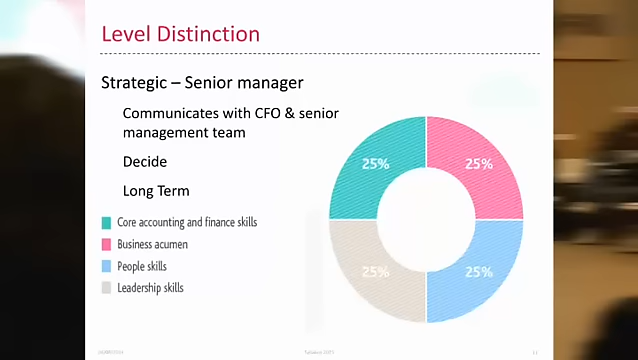 Level Distinction
Strategic – Senior manager
Communicates with CFO & senior
management team
Decide
Long Term
Core accounting and finance skills
Business acumen
People skills
Leadership skills
25%
25%
25%
25%